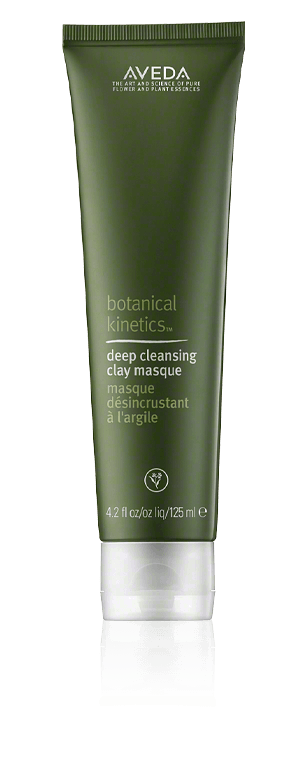 AVEDA
THE ART AND SCIENCE OF PURE
FLOWER AND PLANT ESSENCES
botanical
kinetics™
deep cleansing
clay masque
masque
désincrustant
à l'argile
4.2 fl oz/oz liq/125 ml ℮